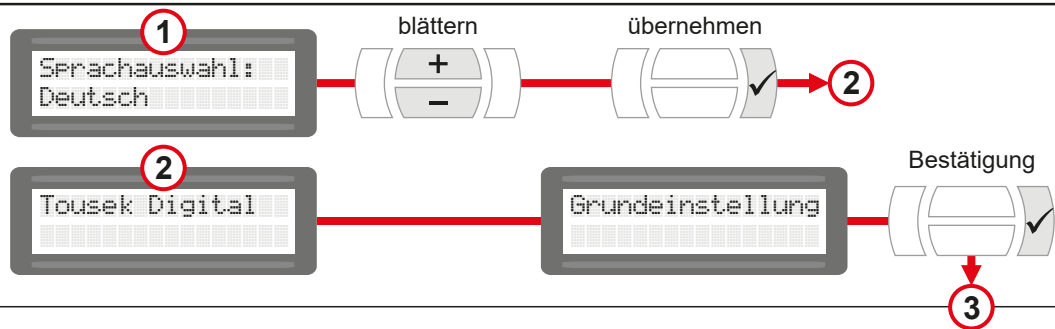 1
blättern
übernehmen
Sprachauswahl:
Deutsch
+
−
✓
2
2
Tousek Digital
Grundeinstellung
Bestätigung
✓
3